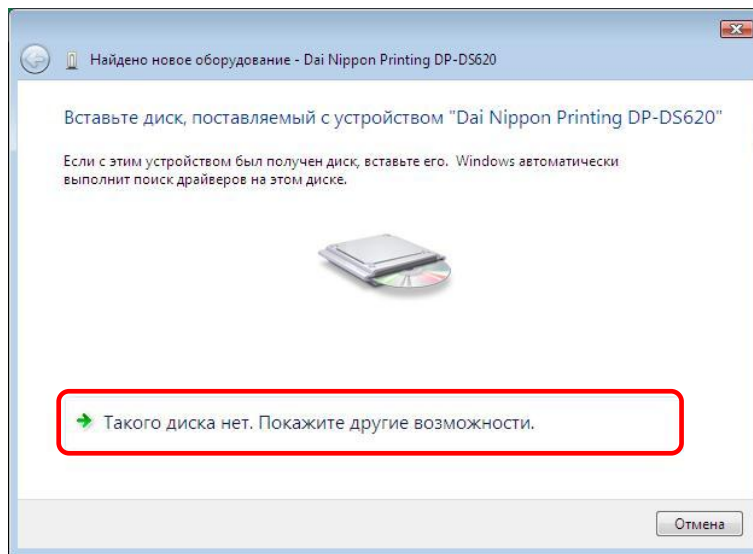 Найдено новое оборудование - Dai Nippon Printing DP-DS620
Вставьте диск, поставляемый с устройством "Dai Nippon Printing DP-DS620"
Если с этим устройством был получен диск, вставьте его. Windows автоматически
выполнит поиск драйверов на этом диске.
Такого диска нет. Покажите другие возможности.
Отмена